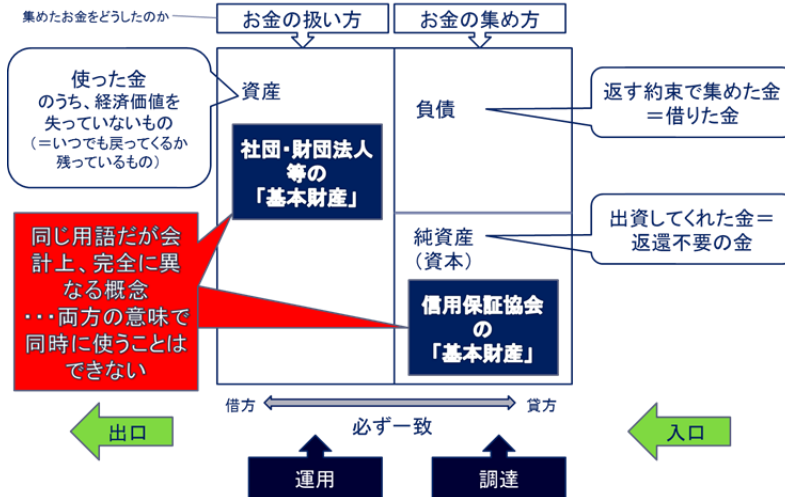 集めたお金をどうしたのか
お金の扱い方
お金の集め方
使った金
のうち、経済価値を
失っていないもの
(=いつでも戻ってくるか
残っているもの)
資産
社団・財団法人
等の
「基本財産」
負債
返す約束で集めた金
=借りた金
同じ用語だが会
計上、完全に異
なる概念
・・・両方の意味で
同時に使うことは
できない
純資産
(資本)
出資してくれた金=
返還不要の金
信用保証協会
の
「基本財産」
借方
貸方
必ず一致
出口
入口
運用
調達